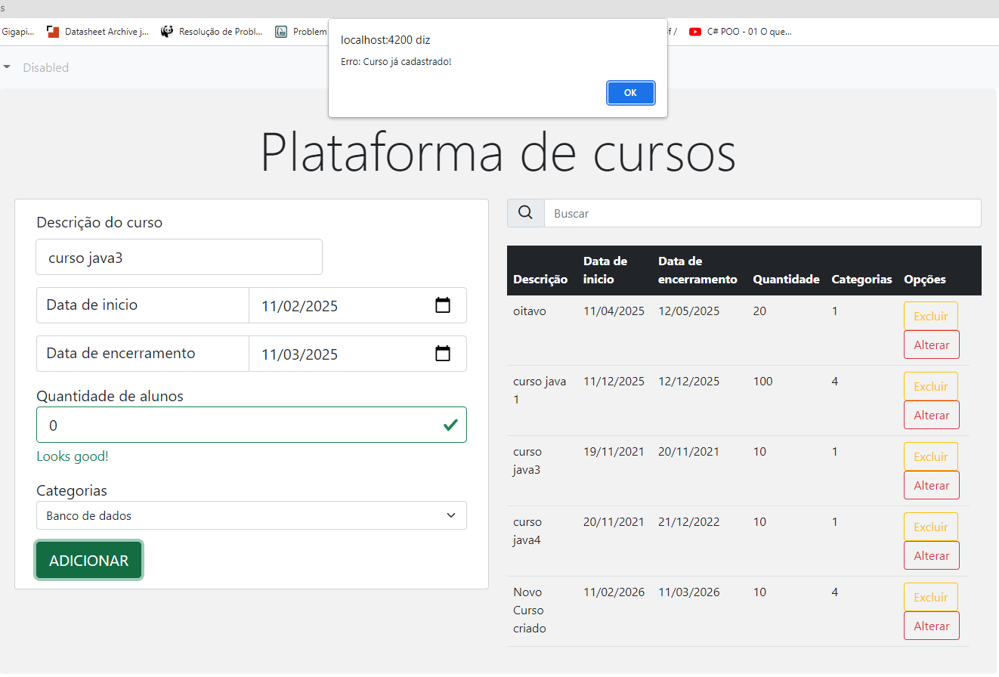 s
Gigapi...
Datasheet Archive j...
Resolução de Probl...
Problem
of /
C# POO - 01 O que...
localhost:4200 diz
Erro: Curso já cadastrado!
OK
Disabled
Plataforma de cursos
Descrição do curso
curso java3
Data de inicio 11/02/2025
Data de encerramento 11/03/2025
Quantidade de alunos
0
Looks good!
Categorias
Banco de dados
ADICIONAR
Buscar
Descrição Data de inicio Data de encerramento Quantidade Categorias Opções
oitavo 11/04/2025 12/05/2025 20 1 Excluir
Alterar
curso java 11/12/2025 12/12/2025 100 4 Excluir
1
Alterar
curso 19/11/2021 20/11/2021 10 1 Excluir
java3
Alterar
curso 20/11/2021 21/12/2022 10 1 Excluir
java4
Alterar
Novo 11/02/2026 11/03/2026 10 4 Excluir
Curso
Alterar
criado